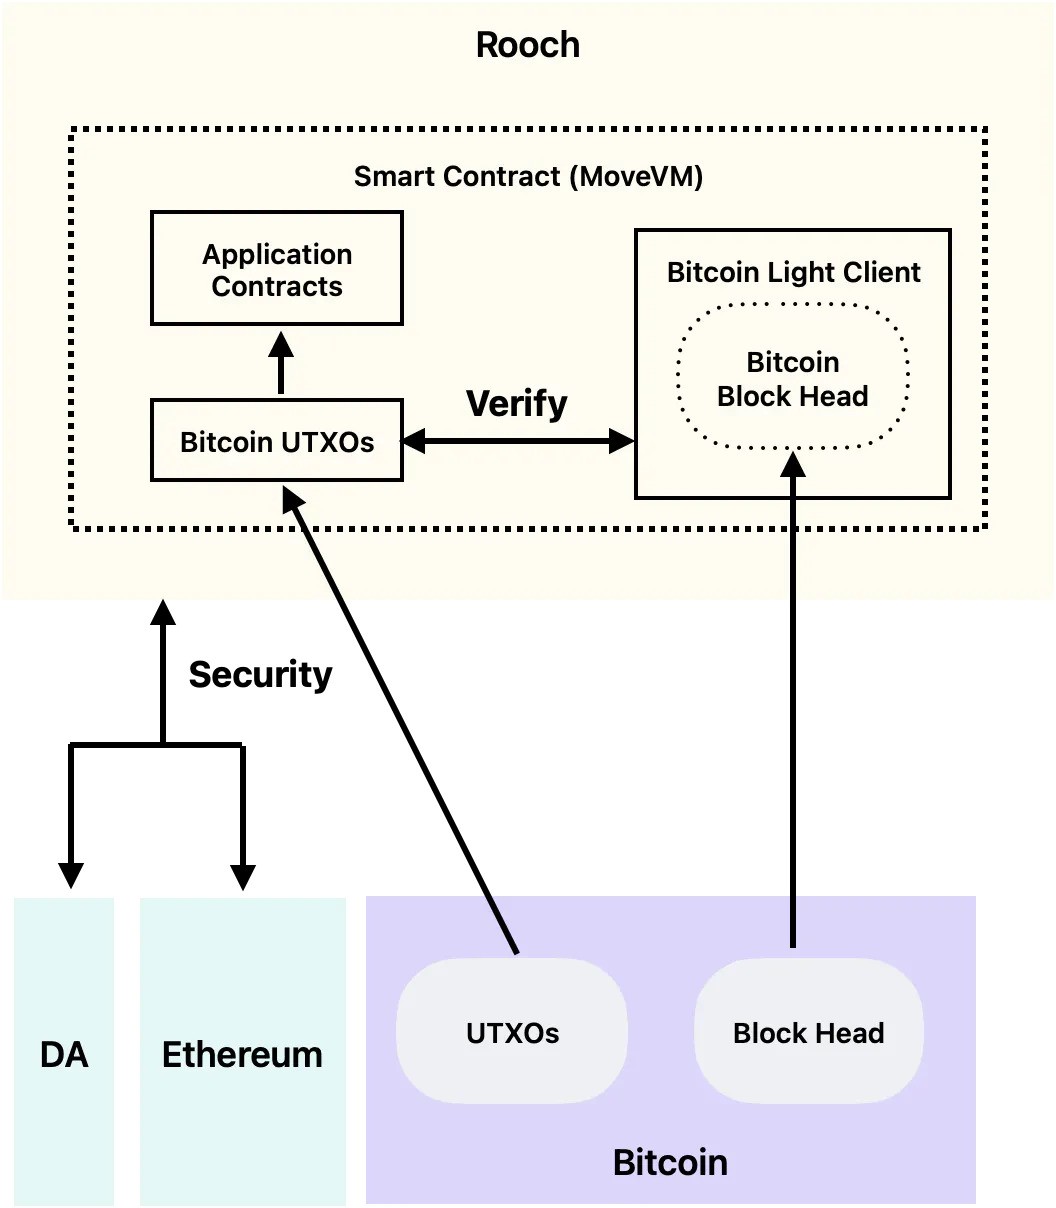 Rooch
Smart Contract (MoveVM)
Application
Contracts
Bitcoin Light Client
Bitcoin
Block Head
Verify
Bitcoin UTXOs
Security
DA
Ethereum
UTXOs
Block Head
Bitcoin